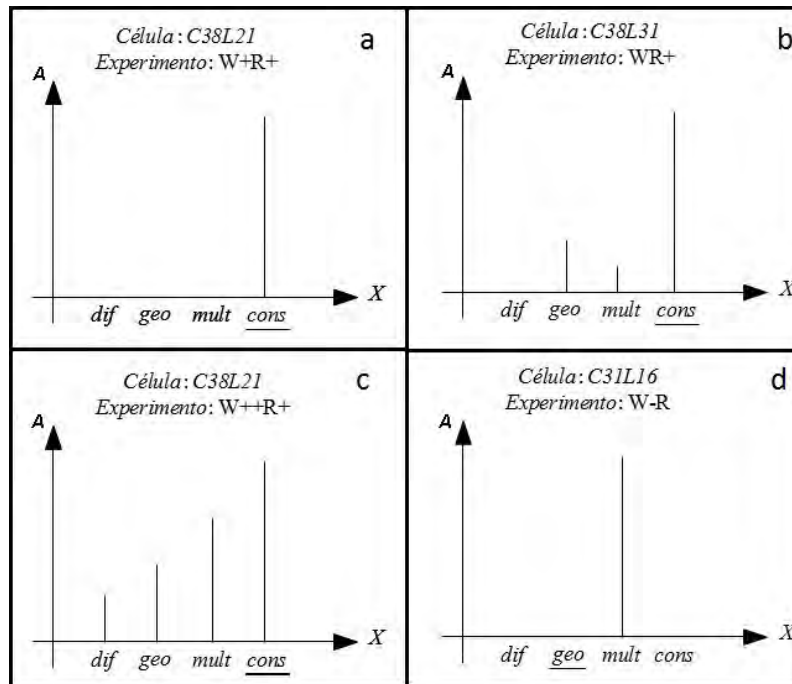 Célula: C38L21
a
Experimento: W+R+
A
X
dif geo mult cons
Célula: C38L31
b
Experimento: WR+
A
X
dif geo mult cons
Célula: C38L21
c
Experimento: W++R+
A
X
dif geo mult cons
Célula: C31L16
d
Experimento: W-R
A
X
dif geo mult cons